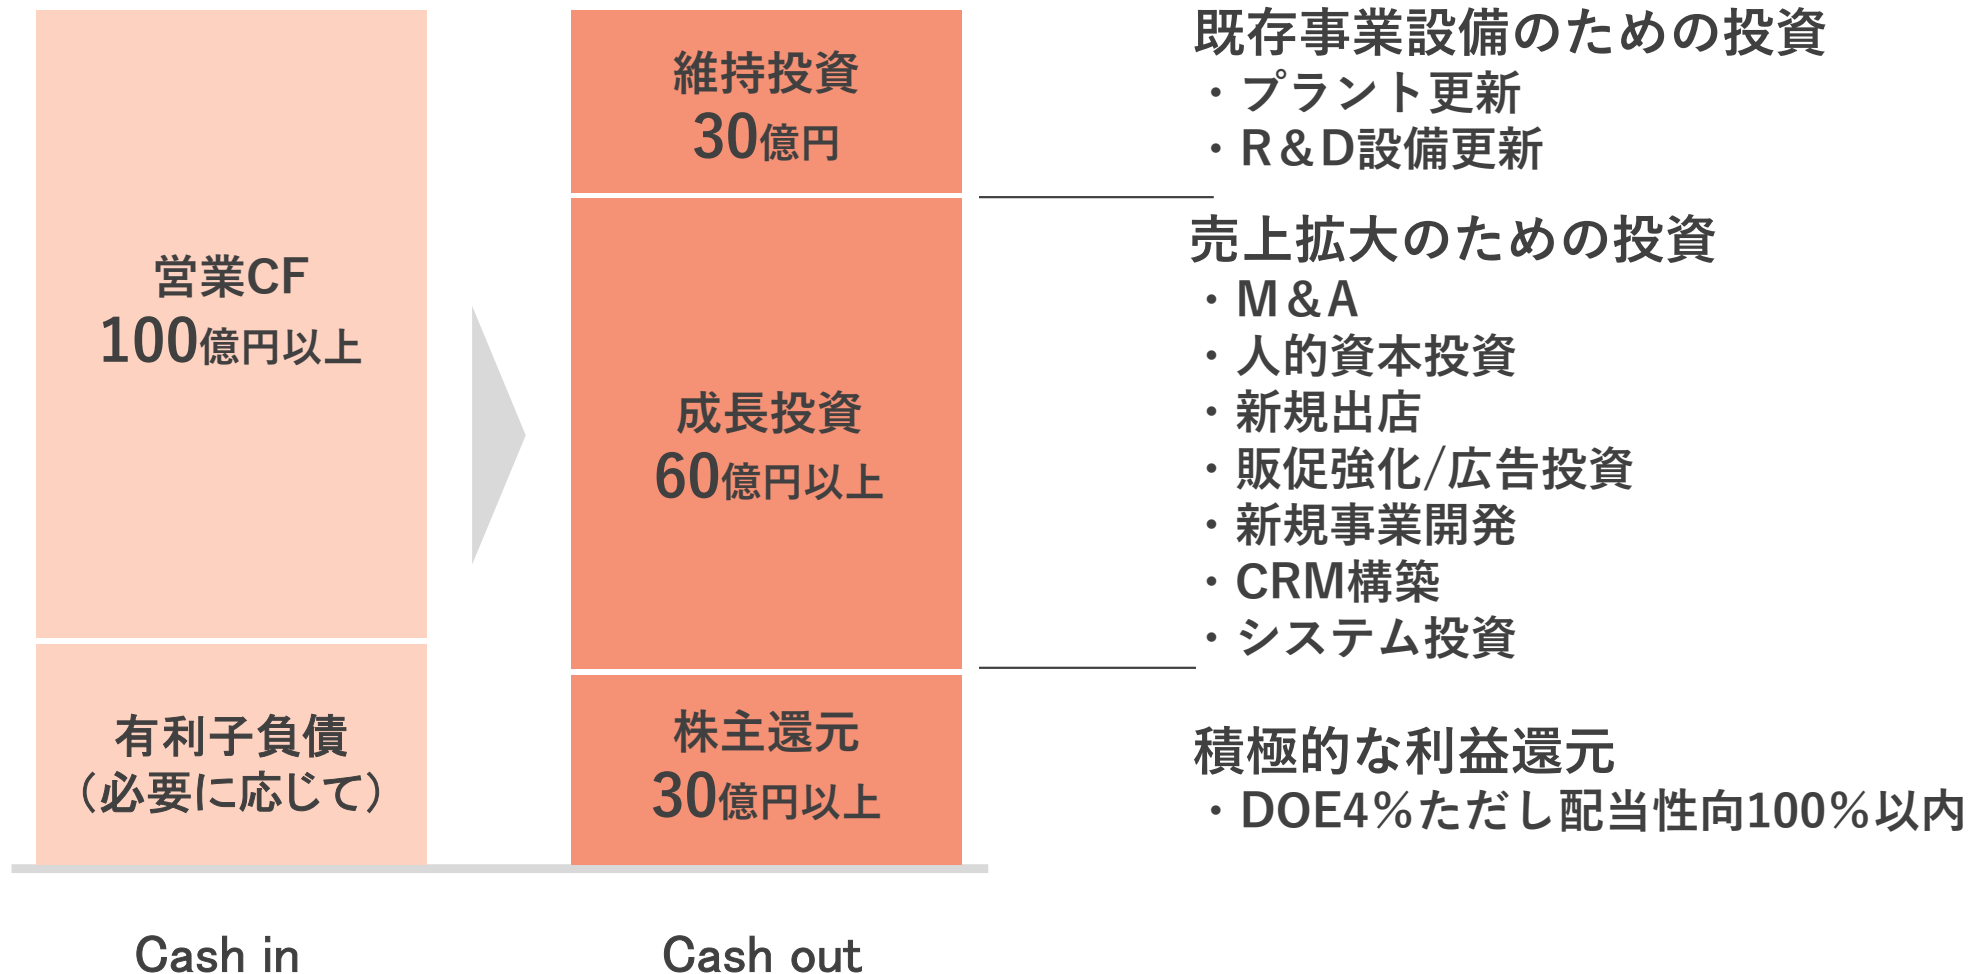 営業CF
100億円以上
有利子負債
（必要に応じて）
Cash in
維持投資
30億円
成長投資
60億円以上
株主還元
30億円以上
Cash out
既存事業設備のための投資
・プラント更新
・R＆D設備更新
売上拡大のための投資
・M＆A
・人的資本投資
・新規出店
・販促強化/広告投資
・新規事業開発
・CRM構築
・システム投資
積極的な利益還元
・DOE4％ただし配当性向100％以内